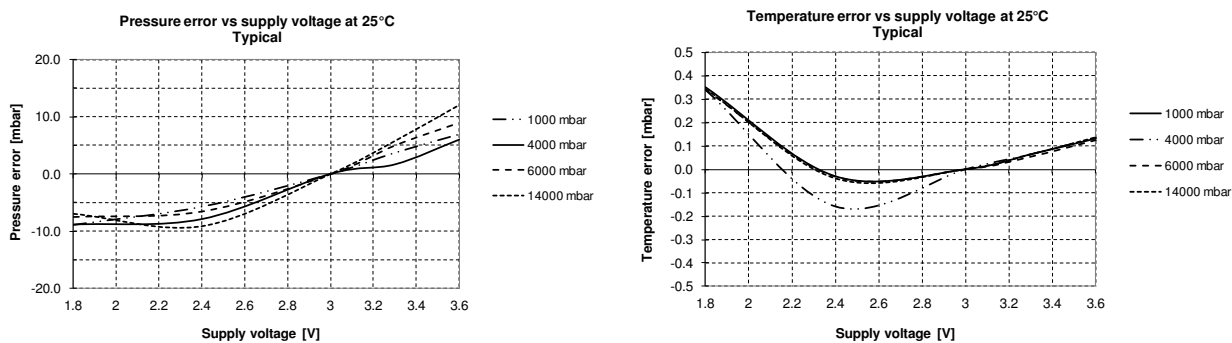 Pressure error vs supply voltage at 25°C
Typical
Pressure error [mbar]
20.0
10.0
0.0
-10.0
-20.0
1.8 2 2.2 2.4 2.6 2.8 3 3.2 3.4 3.6
Supply voltage [V]
1000 mbar
4000 mbar
6000 mbar
14000 mbar
Temperature error vs supply voltage at 25°C
Typical
Temperature error [mbar]
0.5
0.4
0.3
0.2
0.1
0.0
-0.1
-0.2
-0.3
-0.4
-0.5
1.8 2 2.2 2.4 2.6 2.8 3 3.2 3.4 3.6
Supply voltage [V]
1000 mbar
4000 mbar
6000 mbar
14000 mbar